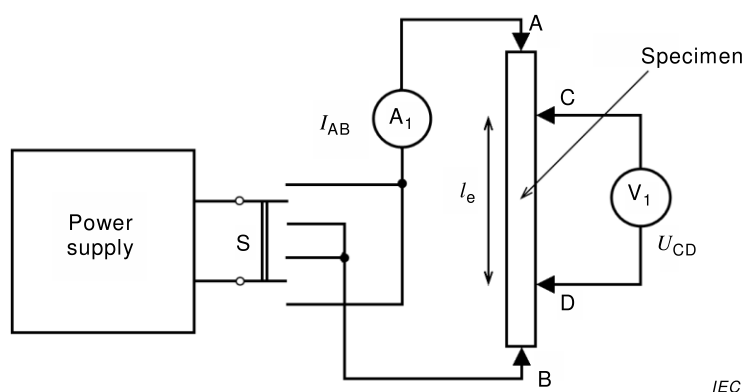 A
Specimen
C
I_AB
A_1
l_e
V_1
Power
supply
S
U_CD
D
B
IEC